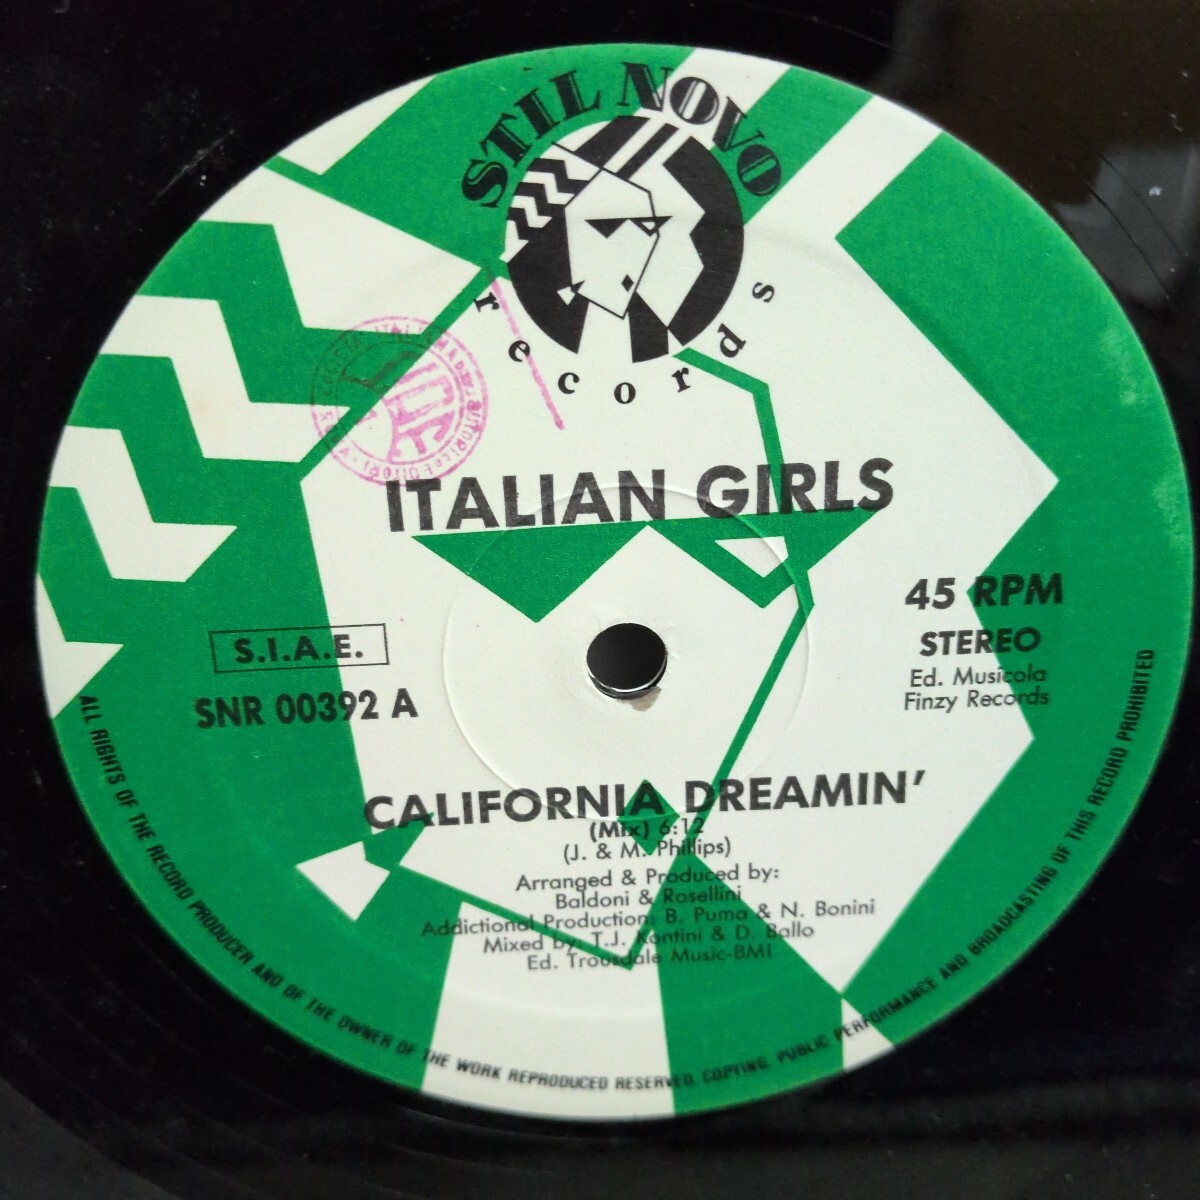 STIL NOVO
records
ITALIAN GIRLS
45 RPM
STEREO
Ed. Musicola
Finzy Records
S.I.A.E.
SNR 00392 A
CALIFORNIA DREAMIN'
(Mix) 6:12
(J. & M. Phillips)
Arranged & Produced by:
Baldoni & Rosellini
Addictional Production: B. Puma & N. Bonini
Mixed by: T.J. Kontini & D. Ballo
Ed. Trousdale Music-BMI
ALL RIGHTS OF THE RECORD PRODUCER AND OF THE OWNER OF THE WORK REPRODUCED RESERVED. COPYING, PUBLIC PERFORMANCE AND BROADCASTING OF THIS RECORD PROHIBITED